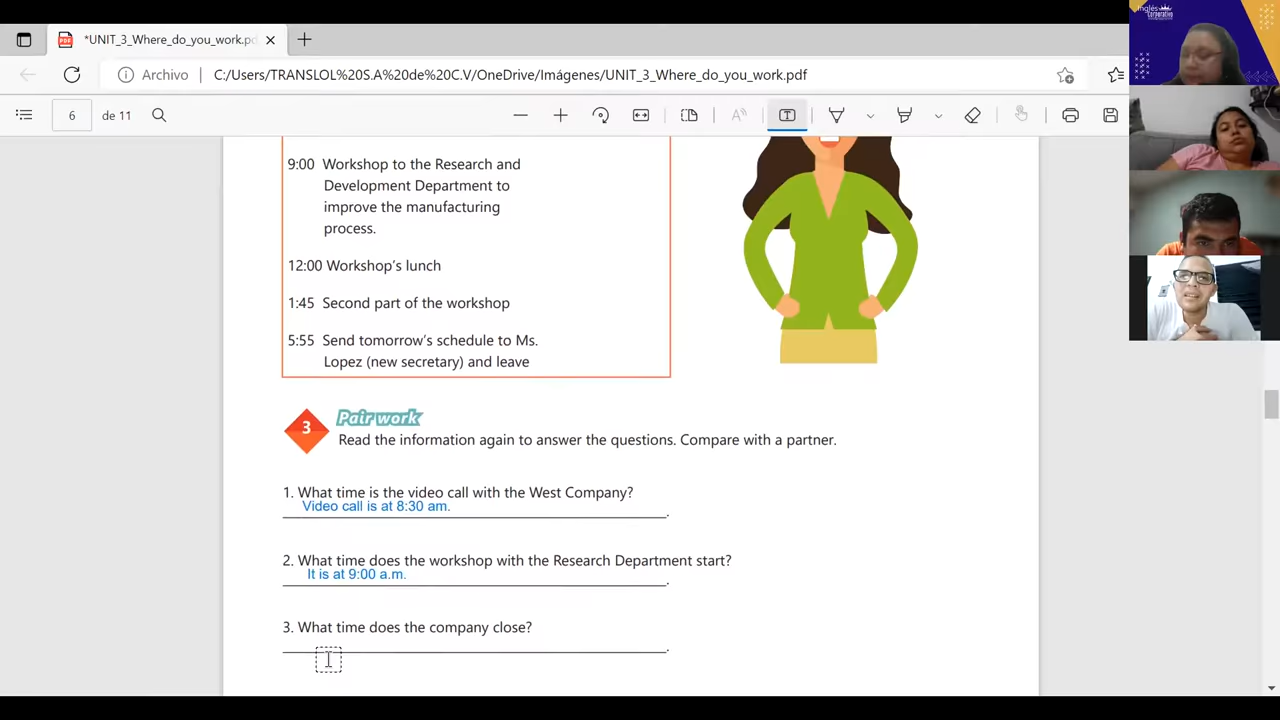 *UNIT_3_Where_do_you_work.pd
Archivo
C:/Users/TRANSLOL%20S.A%20de%20C.V/OneDrive/Imágenes/UNIT_3_Where_do_you_work.pdf
6
de 11
Inglés
Corporativo
9:00 Workshop to the Research and
Development Department to
improve the manufacturing
process.
12:00 Workshop's lunch
1:45 Second part of the workshop
5:55 Send tomorrow's schedule to Ms.
Lopez (new secretary) and leave
3
Pair work
Read the information again to answer the questions. Compare with a partner.
1. What time is the video call with the West Company?
Video call is at 8:30 am.
2. What time does the workshop with the Research Department start?
It is at 9:00 a.m.
3. What time does the company close?